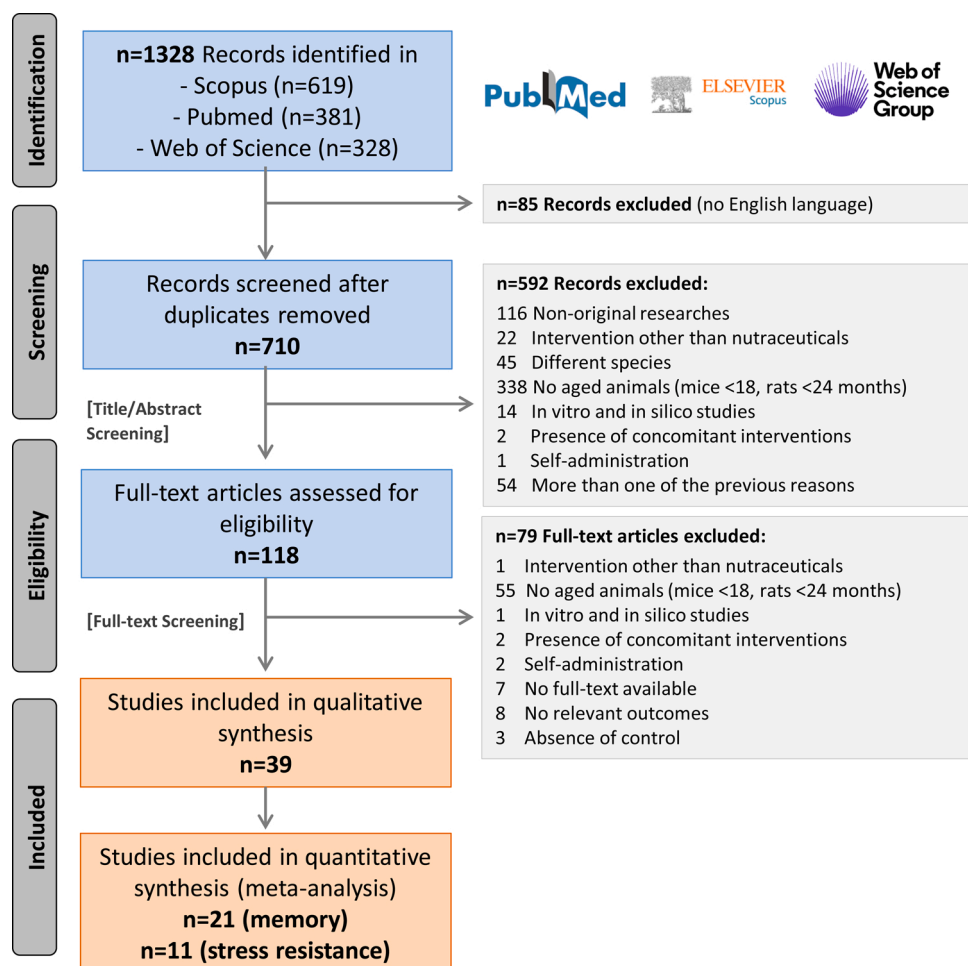 Identification
n=1328 Records identified in
- Scopus (n=619)
- Pubmed (n=381)
- Web of Science (n=328)
PubMed
ELSEVIER
Scopus
Web of
Science
Group
n=85 Records excluded (no English language)
Screening
Records screened after
duplicates removed
n=710
[Title/Abstract
Screening]
n=592 Records excluded:
116 Non-original researches
22 Intervention other than nutraceuticals
45 Different species
338 No aged animals (mice <18, rats <24 months)
14 In vitro and in silico studies
2 Presence of concomitant interventions
1 Self-administration
54 More than one of the previous reasons
Eligibility
Full-text articles assessed for
eligibility
n=118
[Full-text Screening]
n=79 Full-text articles excluded:
1 Intervention other than nutraceuticals
55 No aged animals (mice <18, rats <24 months)
1 In vitro and in silico studies
2 Presence of concomitant interventions
2 Self-administration
7 No full-text available
8 No relevant outcomes
3 Absence of control
Included
Studies included in qualitative
synthesis
n=39
Studies included in quantitative
synthesis (meta-analysis)
n=21 (memory)
n=11 (stress resistance)